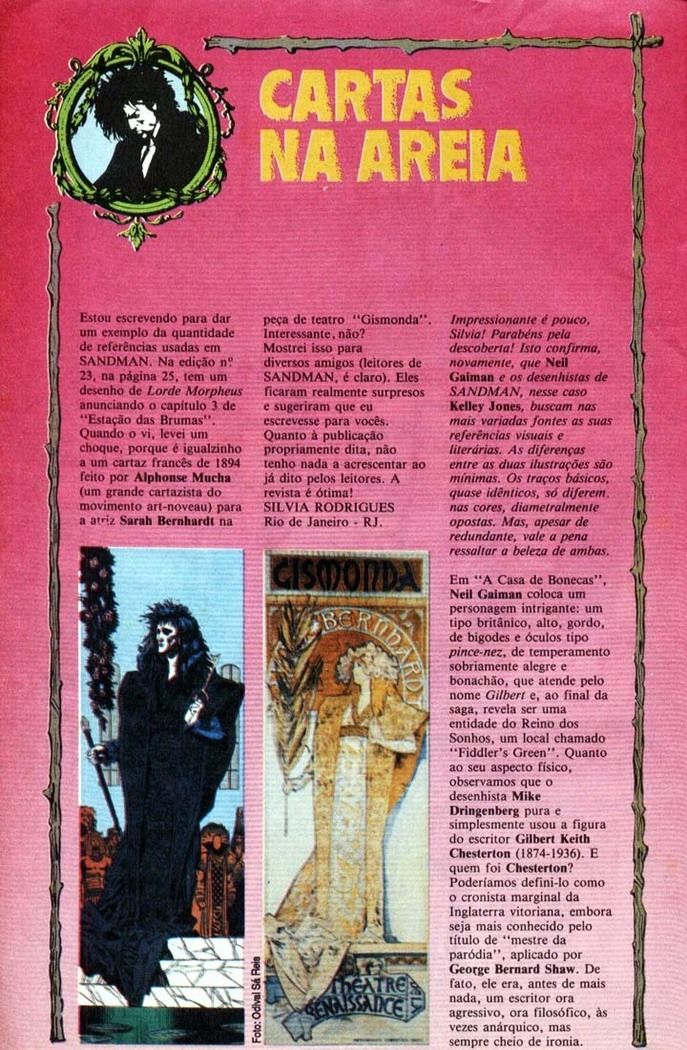 CARTAS
NA AREIA
Estou escrevendo para dar
um exemplo da quantidade
de referências usadas em
SANDMAN. Na edição nº
23, na página 25, tem um
desenho de Lorde Morpheus
anunciando o capítulo 3 de
"Estação das Brumas".
Quando o vi, levei um
choque, porque é igualzinho
a um cartaz francês de 1894
feito por Alphonse Mucha
(um grande cartazista do
movimento art-noveau) para
a atriz Sarah Bernhardt na
peça de teatro "Gismonda".
Interessante, não?
Mostrei isso para
diversos amigos (leitores de
SANDMAN, é claro). Eles
ficaram realmente surpresos
e sugeriram que eu
escrevesse para vocês.
Quanto à publicação
propriamente dita, não
tenho nada a acrescentar ao
já dito pelos leitores. A
revista é ótima!
SILVIA RODRIGUES
Rio de Janeiro - RJ.
Impressionante é pouco,
Silvia! Parabéns pela
descoberta! Isto confirma,
novamente, que Neil
Gaiman e os desenhistas de
SANDMAN, nesse caso
Kelley Jones, buscam nas
mais variadas fontes as suas
referências visuais e
literárias. As diferenças
entre as duas ilustrações são
mínimas. Os traços básicos,
quase idênticos, só diferem
nas cores, diametralmente
opostas. Mas, apesar de
redundante, vale a pena
ressaltar a beleza de ambas.
Em "A Casa de Bonecas",
Neil Gaiman coloca um
personagem intrigante: um
tipo britânico, alto, gordo,
de bigodes e óculos tipo
pince-nez, de temperamento
sobriamente alegre e
bonachão, que atende pelo
nome Gilbert e, ao final da
saga, revela ser uma
entidade do Reino dos
Sonhos, um local chamado
"Fiddler's Green". Quanto
ao seu aspecto físico,
observamos que o
desenhista Mike
Dringenberg pura e
simplesmente usou a figura
do escritor Gilbert Keith
Chesterton (1874-1936). E
quem foi Chesterton?
Poderíamos defini-lo como
o cronista marginal da
Inglaterra vitoriana, embora
seja mais conhecido pelo
título de "mestre da
paródia", aplicado por
George Bernard Shaw. De
fato, ele era, antes de mais
nada, um escritor ora
agressivo, ora filosófico, às
vezes anárquico, mas
sempre cheio de ironia.
Foto: Odival Sá Reis
GISMONDA
BERNHARDT
THEATRE
DE LA
RENAISSANCE